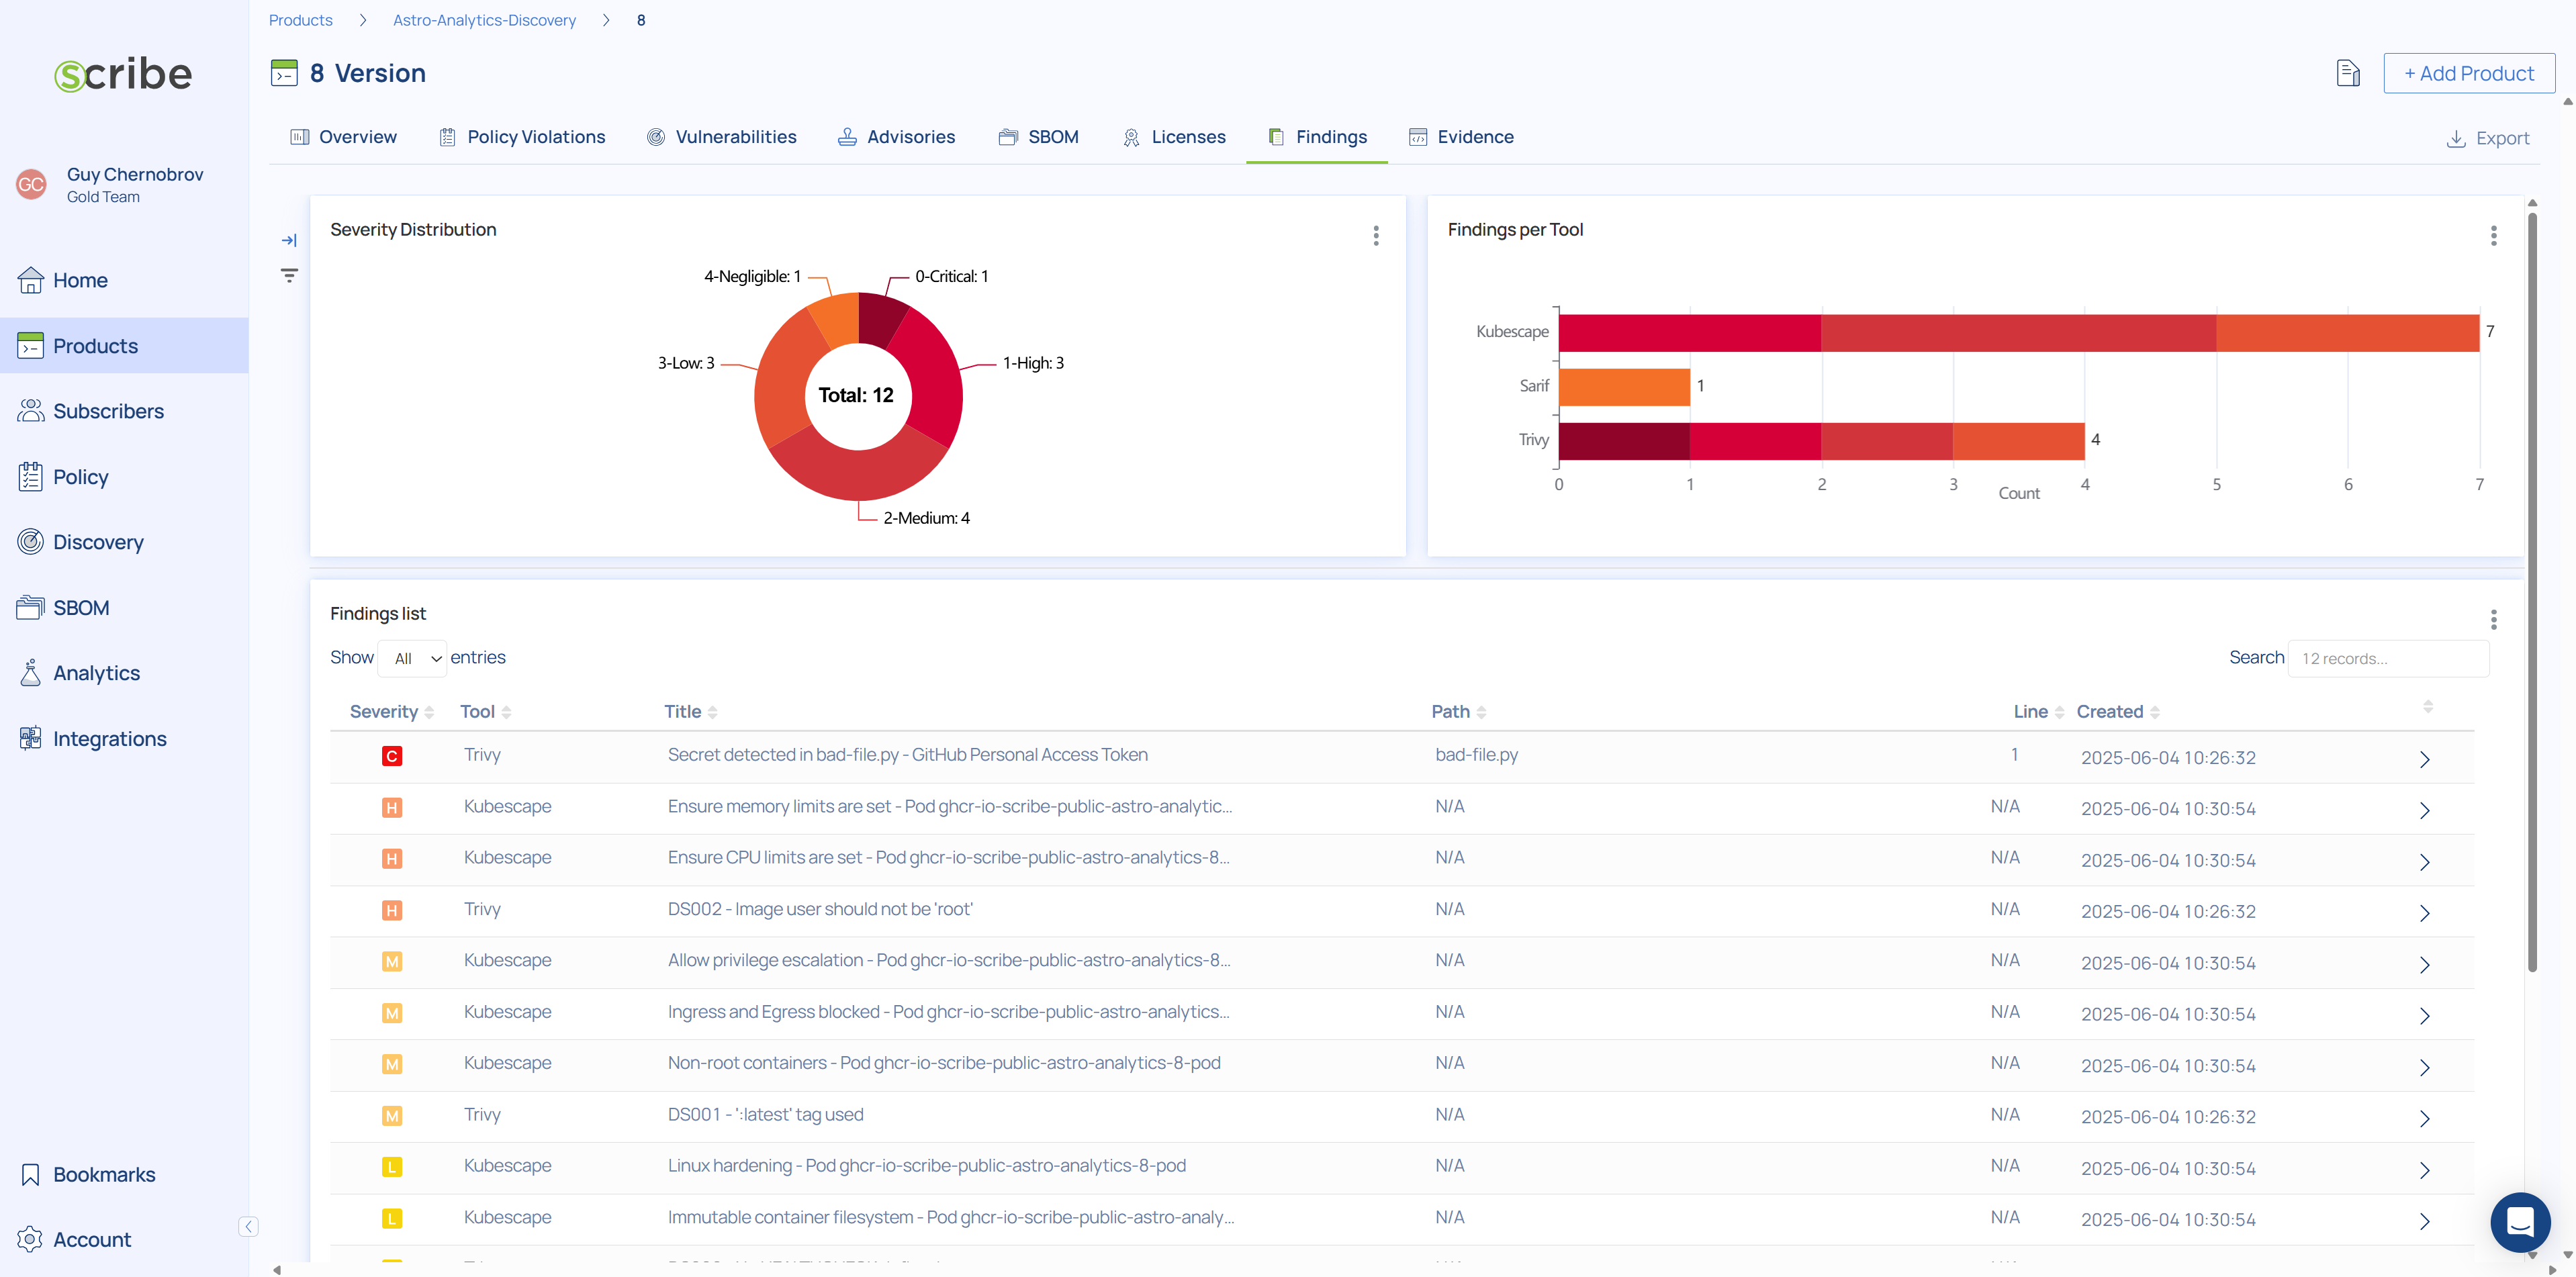 Products > Astro-Analytics-Discovery > 8
scribe
8 Version
+ Add Product
GC
Guy Chernobrov
Gold Team
Home
Products
Subscribers
Policy
Discovery
SBOM
Analytics
Integrations
Bookmarks
Account
Overview Policy Violations Vulnerabilities Advisories SBOM Licenses Findings Evidence Export
Severity Distribution
4-Negligible: 1
0-Critical: 1
3-Low: 3
1-High: 3
Total: 12
2-Medium: 4
Findings per Tool
Kubescape 7
Sarif 1
Trivy 4
0 1 2 3 4 5 6 7
Count
Findings list
Show All entries
Search 12 records...
Severity Tool Title Path Line Created
C Trivy Secret detected in bad-file.py - GitHub Personal Access Token bad-file.py 1 2025-06-04 10:26:32
H Kubescape Ensure memory limits are set - Pod ghcr-io-scribe-public-astro-analytic... N/A N/A 2025-06-04 10:30:54
H Kubescape Ensure CPU limits are set - Pod ghcr-io-scribe-public-astro-analytics-8... N/A N/A 2025-06-04 10:30:54
H Trivy DS002 - Image user should not be 'root' N/A N/A 2025-06-04 10:26:32
M Kubescape Allow privilege escalation - Pod ghcr-io-scribe-public-astro-analytics-8... N/A N/A 2025-06-04 10:30:54
M Kubescape Ingress and Egress blocked - Pod ghcr-io-scribe-public-astro-analytics... N/A N/A 2025-06-04 10:30:54
M Kubescape Non-root containers - Pod ghcr-io-scribe-public-astro-analytics-8-pod N/A N/A 2025-06-04 10:30:54
M Trivy DS001 - ':latest' tag used N/A N/A 2025-06-04 10:26:32
L Kubescape Linux hardening - Pod ghcr-io-scribe-public-astro-analytics-8-pod N/A N/A 2025-06-04 10:30:54
L Kubescape Immutable container filesystem - Pod ghcr-io-scribe-public-astro-analy... N/A N/A 2025-06-04 10:30:54